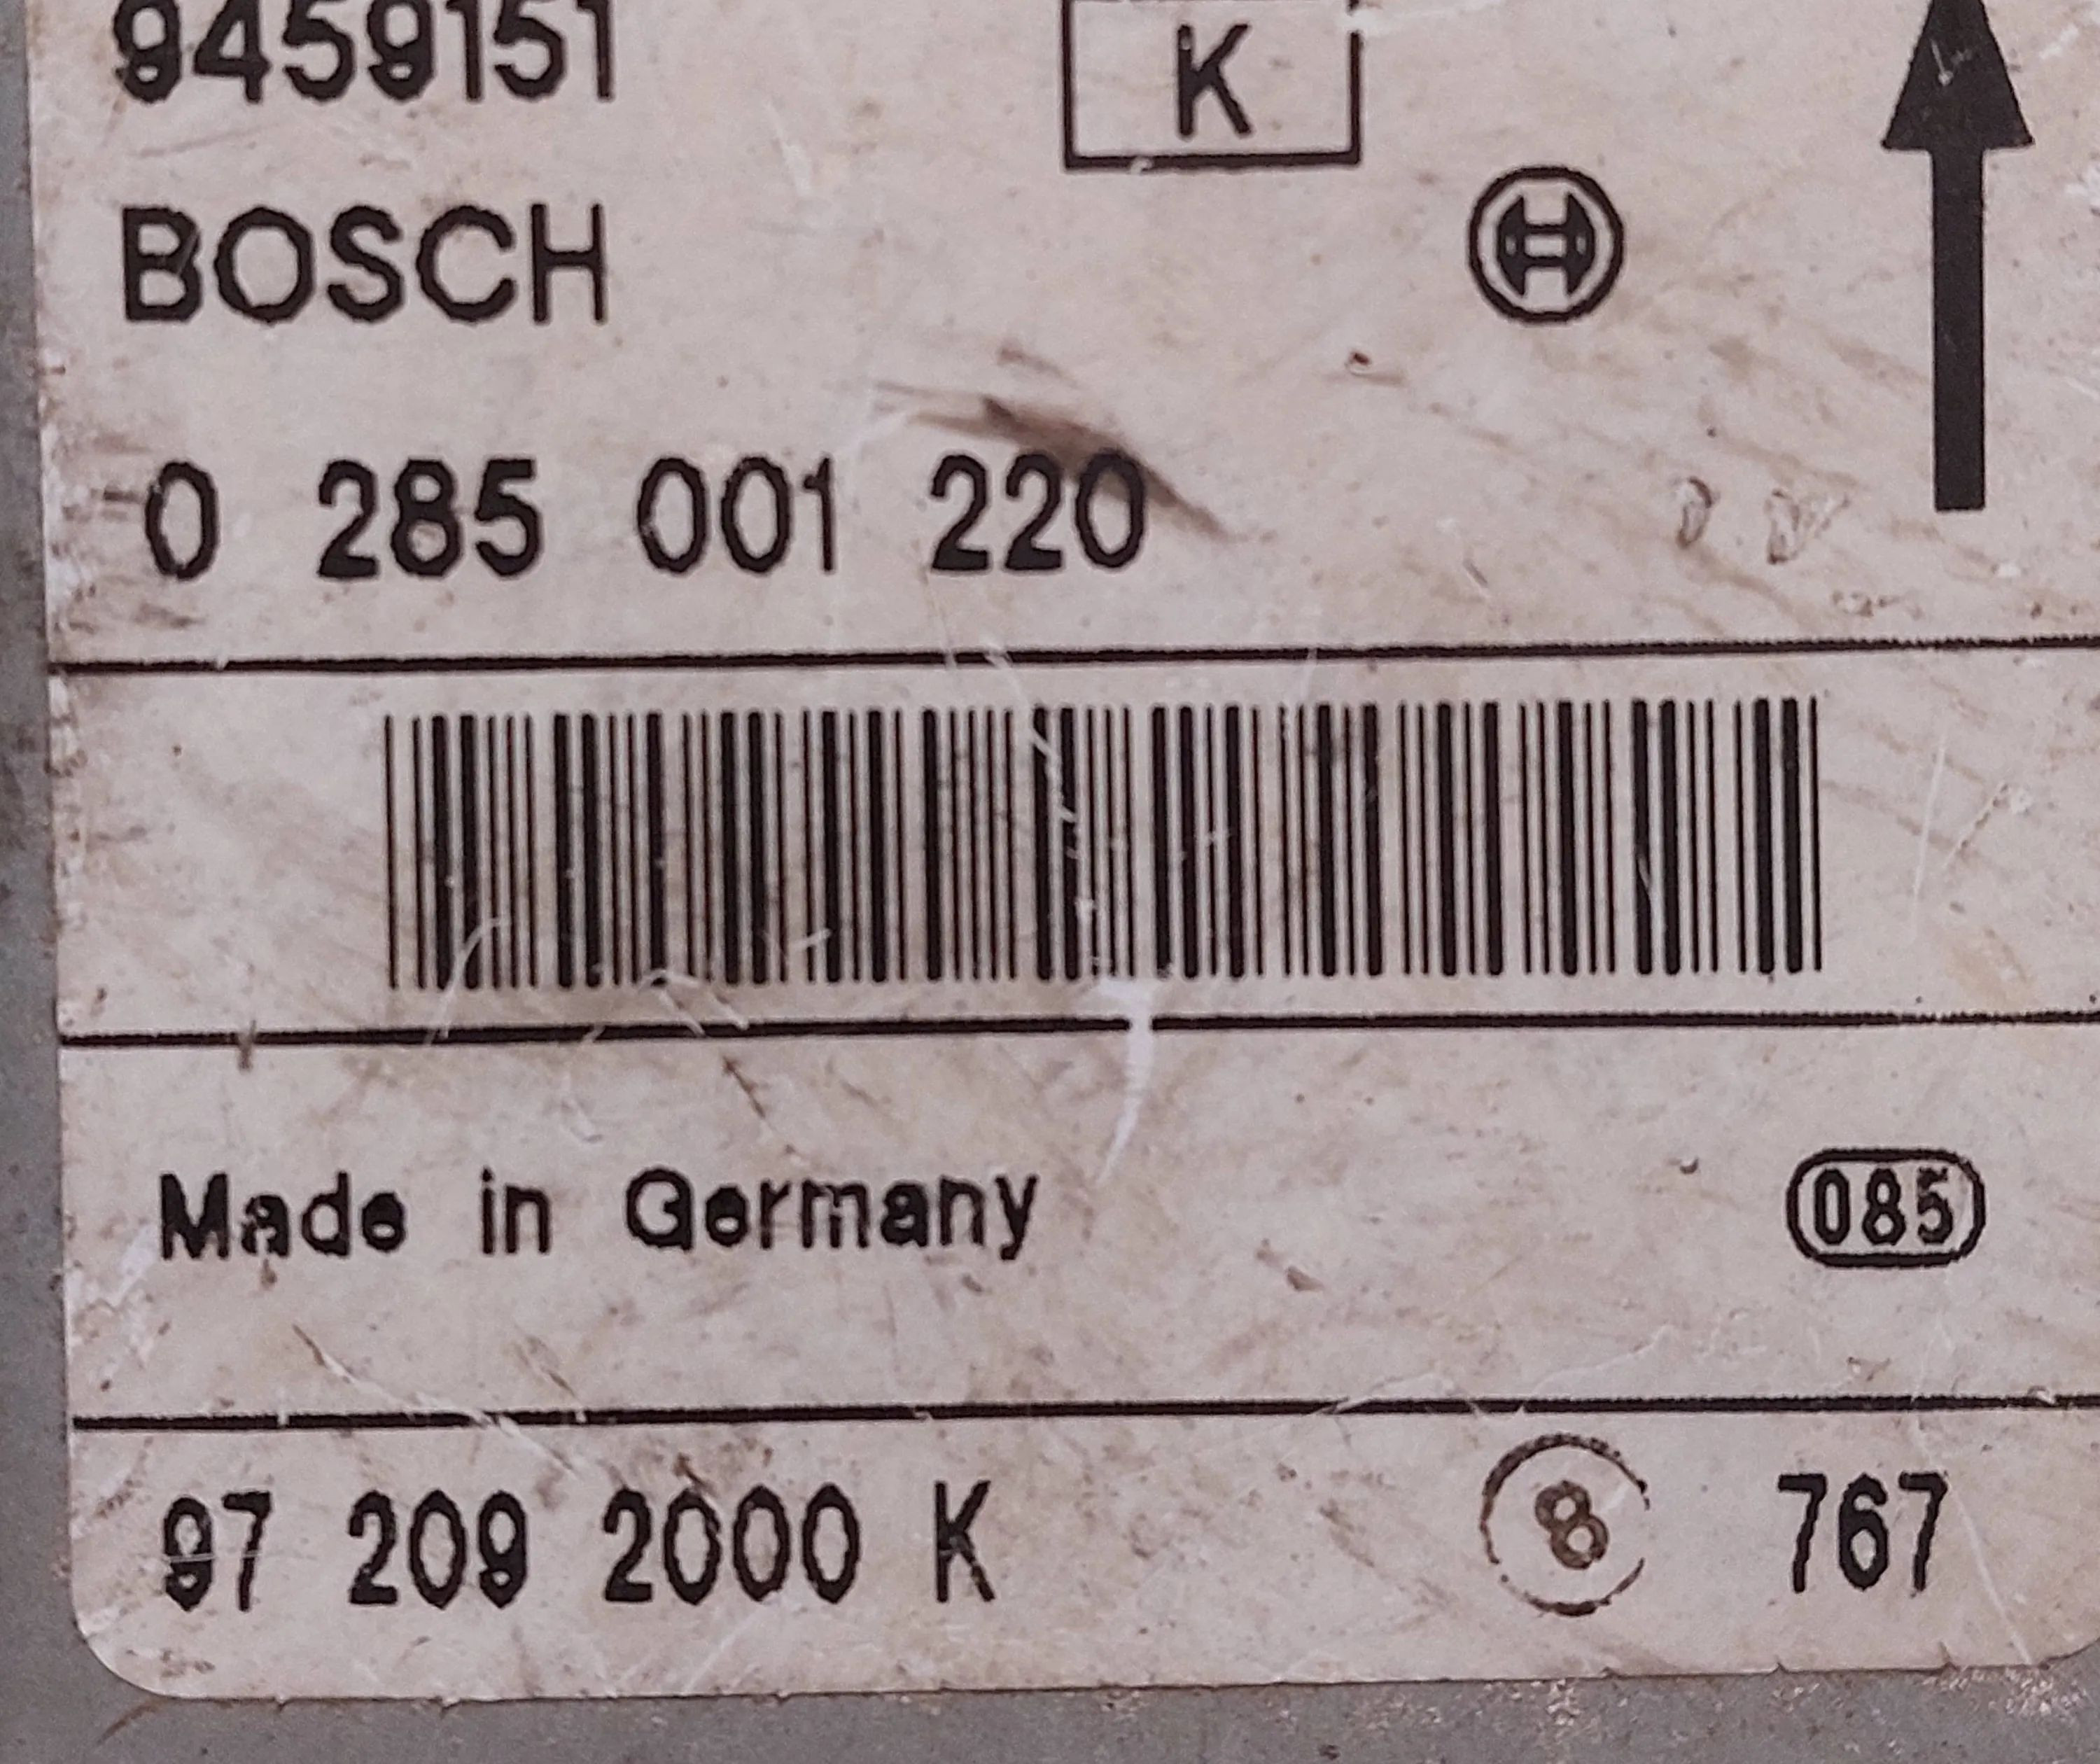 9459151 K
BOSCH
0 285 001 220
Made in Germany 085
97 209 2000 K 8 767